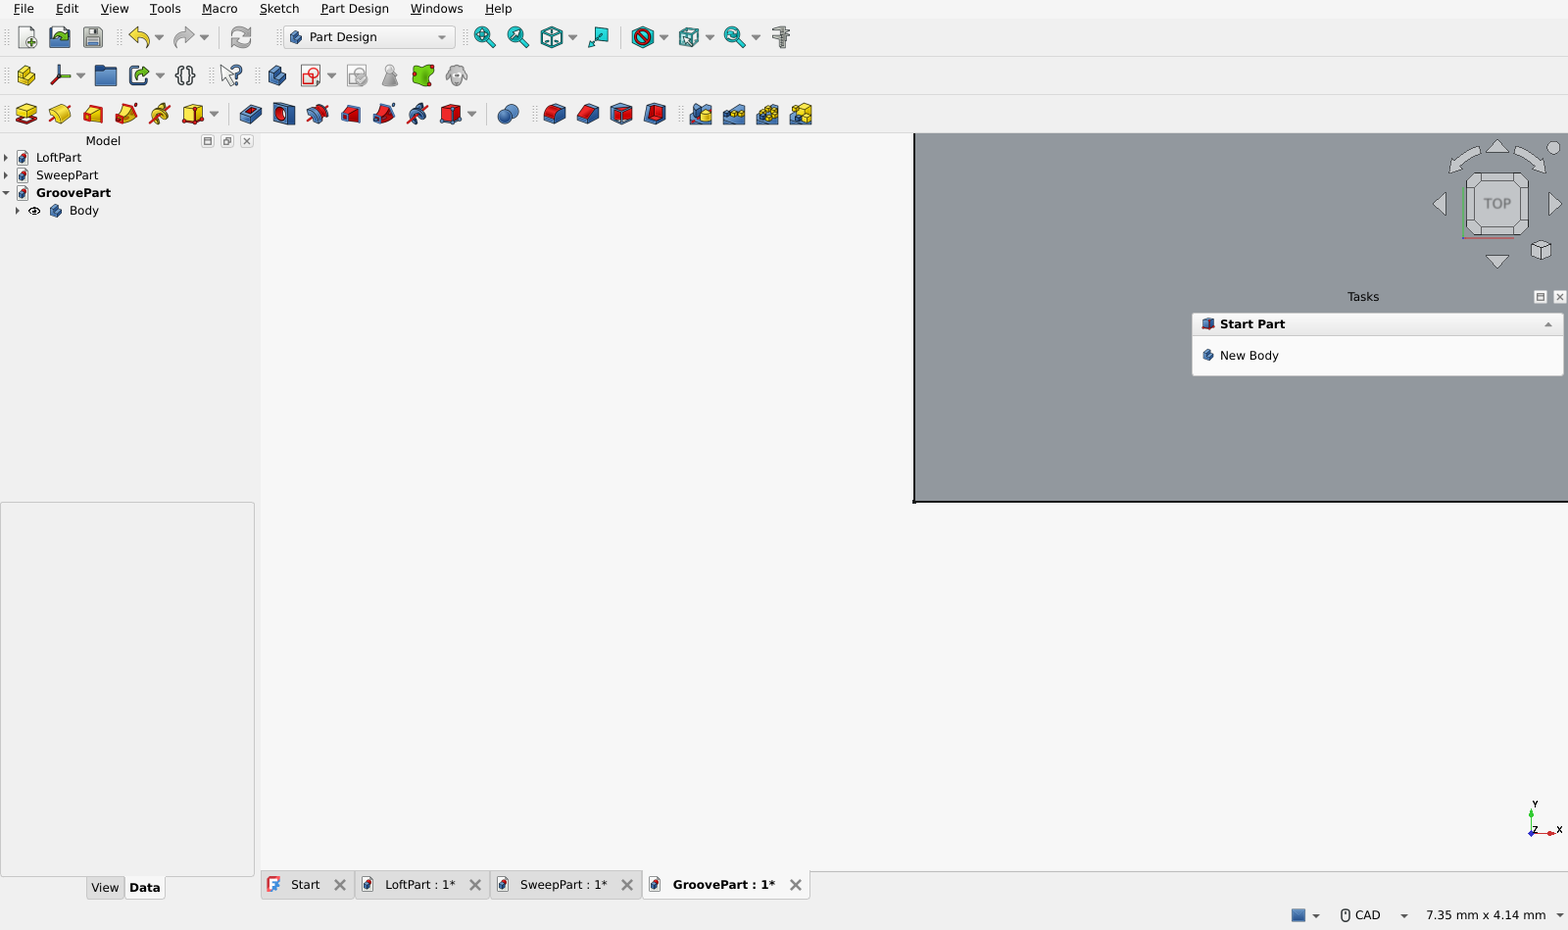 File Edit View Tools Macro Sketch Part Design Windows Help
Part Design
Model
LoftPart
SweepPart
GroovePart
Body
TOP
Tasks
Start Part
New Body
Y
Z X
View Data
Start LoftPart : 1* SweepPart : 1* GroovePart : 1*
CAD 7.35 mm x 4.14 mm